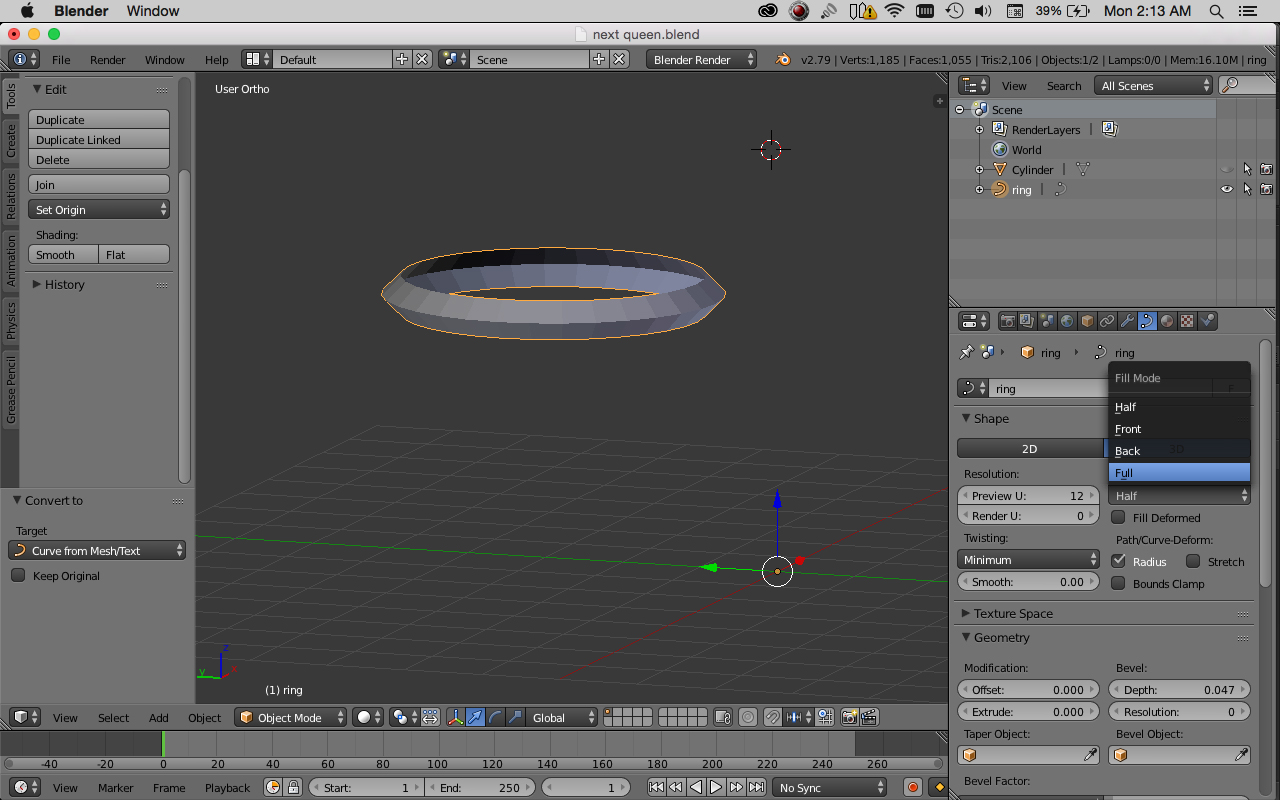 Blender Window 39% Mon 2:13 AM
next queen.blend
File Render Window Help Default Scene Blender Render v2.79 | Verts:1,185 | Faces:1,055 | Tris:2,106 | Objects:1/2 | Lamps:0/0 | Mem:16.10M | ring
Tools
Create
Relations
Animation
Physics
Grease Pencil
Edit
Duplicate
Duplicate Linked
Delete
Join
Set Origin
Shading:
Smooth Flat
History
Convert to
Target
Curve from Mesh/Text
Keep Original
User Ortho
z
y x
(1) ring
View Select Add Object Object Mode Global
-40 -20 0 20 40 60 80 100 120 140 160 180 200 220 240 260
View Marker Frame Playback Start: 1 End: 250 1 No Sync
View Search All Scenes
Scene
RenderLayers
World
Cylinder
ring
ring ring
ring F
Shape
2D 3D
Fill Mode
Half
Front
Back
Full
Resolution: Half
Preview U: 12
Render U: 0
Fill Deformed
Twisting: Path/Curve-Deform:
Minimum Radius Stretch
Smooth: 0.00 Bounds Clamp
Texture Space
Geometry
Modification: Bevel:
Offset: 0.000 Depth: 0.047
Extrude: 0.000 Resolution: 0
Taper Object: Bevel Object:
Bevel Factor: